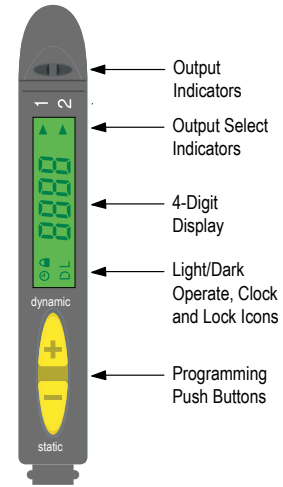 Output
Indicators
1 2
Output Select
Indicators
8888
4-Digit
Display
D L
Light/Dark
Operate, Clock
and Lock Icons
dynamic
+
Programming
Push Buttons
−
static